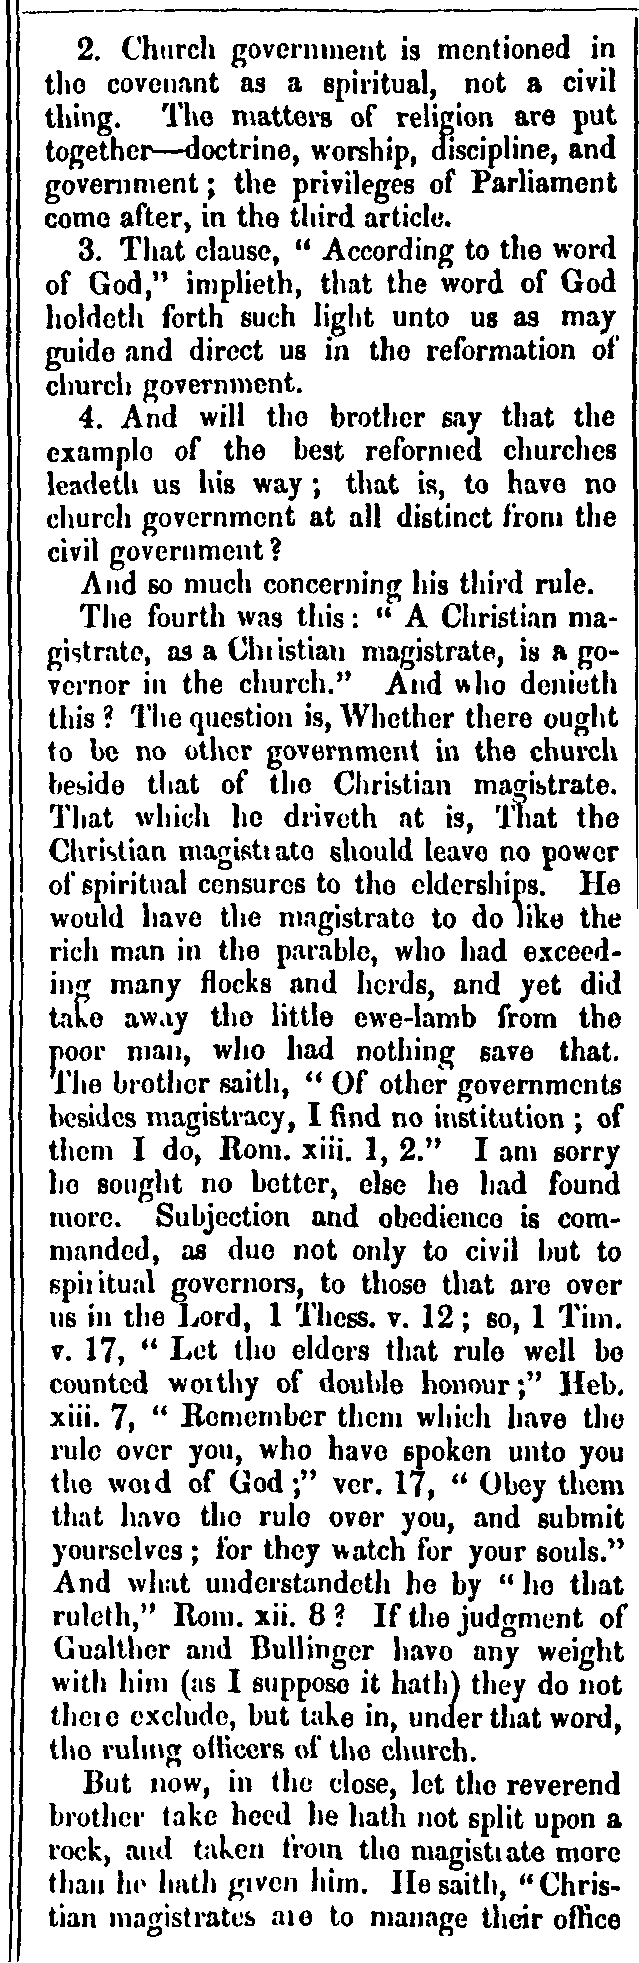 2. Church government is mentioned in
the covenant as a spiritual, not a civil
thing. The matters of religion are put
together—doctrine, worship, discipline, and
government; the privileges of Parliament
come after, in the third article.
3. That clause, "According to the word
of God," implieth, that the word of God
holdeth forth such light unto us as may
guide and direct us in the reformation of
church government.
4. And will the brother say that the
example of the best reformed churches
leadeth us his way; that is, to have no
church government at all distinct from the
civil government?
And so much concerning his third rule.
The fourth was this: "A Christian ma-
gistrate, as a Christian magistrate, is a go-
vernor in the church." And who denieth
this? The question is, Whether there ought
to be no other government in the church
beside that of the Christian magistrate.
That which he driveth at is, That the
Christian magistrate should leave no power
of spiritual censures to the elderships. He
would have the magistrate to do like the
rich man in the parable, who had exceed-
ing many flocks and herds, and yet did
take away the little ewe-lamb from the
poor man, who had nothing save that.
The brother saith, "Of other governments
besides magistracy, I find no institution; of
them I do, Rom. xiii. 1, 2." I am sorry
he sought no better, else he had found
more. Subjection and obedience is com-
manded, as due not only to civil but to
spiritual governors, to those that are over
us in the Lord, 1 Thess. v. 12; so, 1 Tim.
v. 17, "Let the elders that rule well be
counted worthy of double honour;" Heb.
xiii. 7, "Remember them which have the
rule over you, who have spoken unto you
the word of God;" ver. 17, "Obey them
that have the rule over you, and submit
yourselves; for they watch for your souls."
And what understandeth he by "he that
ruleth," Rom. xii. 8? If the judgment of
Gualther and Bullinger have any weight
with him (as I suppose it hath) they do not
there exclude, but take in, under that word,
the ruling officers of the church.
But now, in the close, let the reverend
brother take heed he hath not split upon a
rock, and taken from the magistrate more
than he hath given him. He saith, "Chris-
tian magistrates are to manage their office